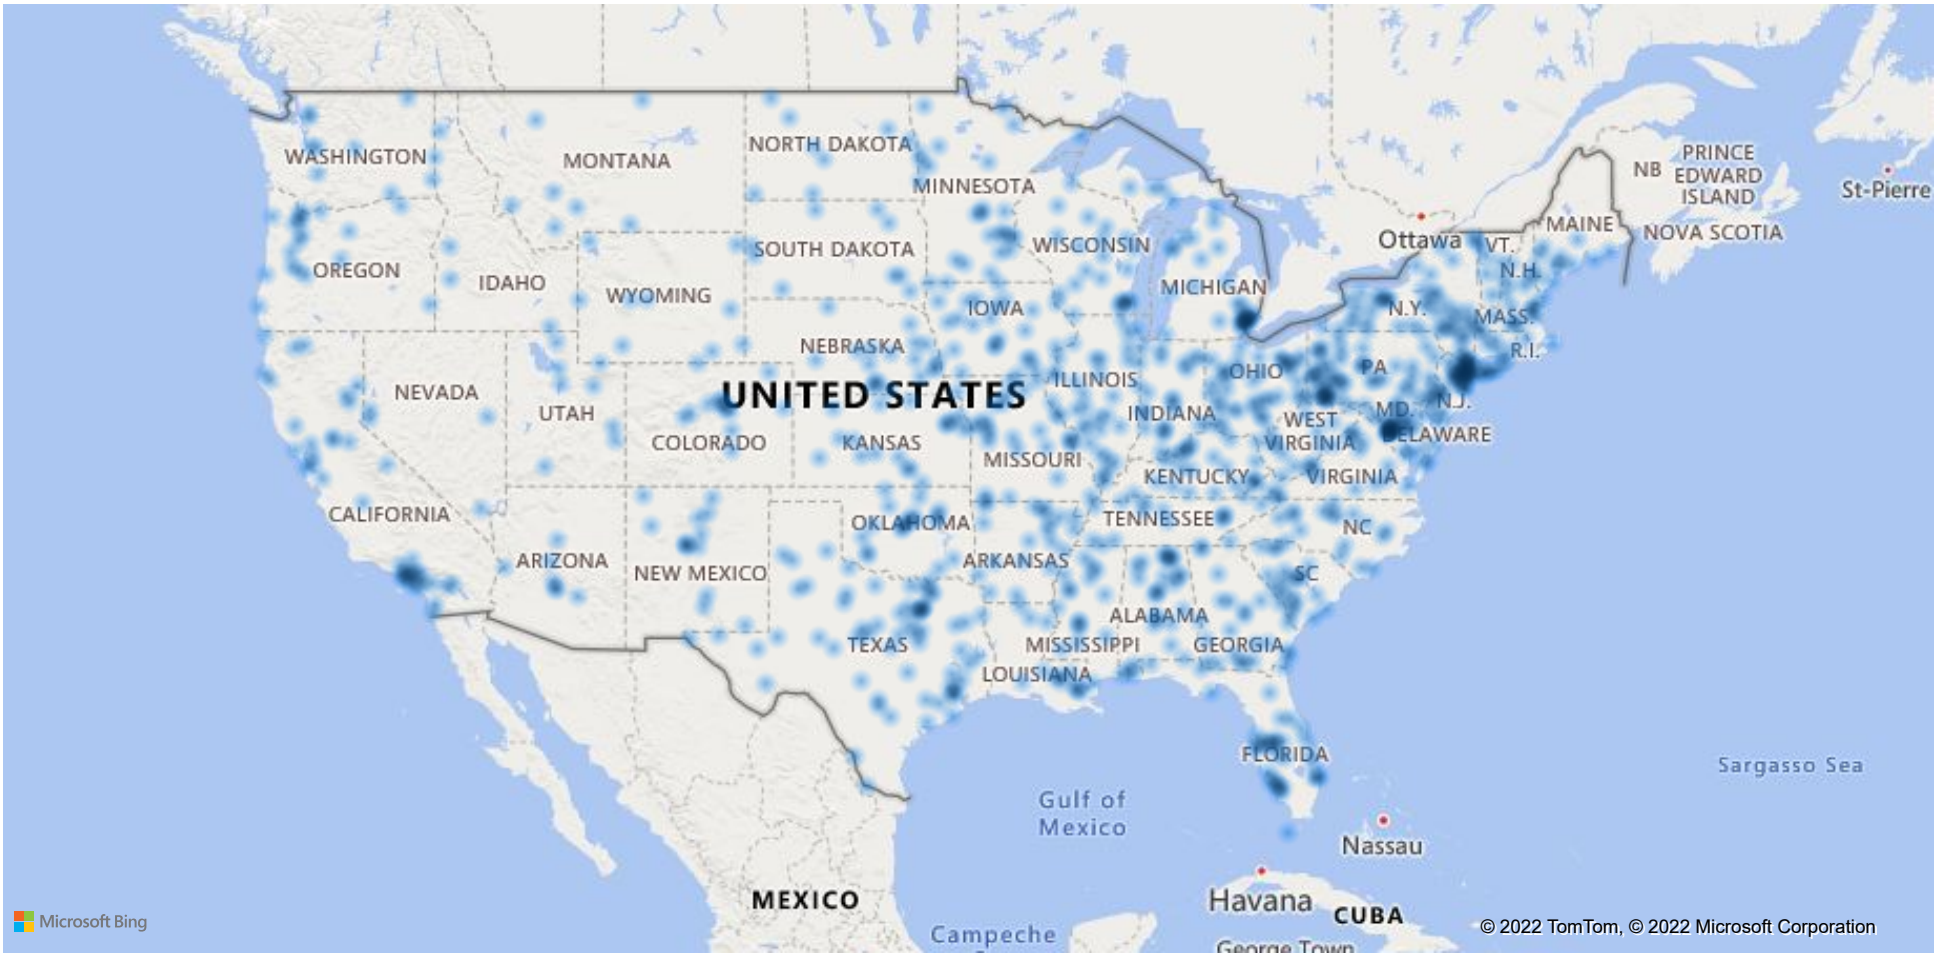 NB
PRINCE
EDWARD
ISLAND
WASHINGTON
MONTANA
NORTH DAKOTA
MINNESOTA
St-Pierre
MAINE
NOVA SCOTIA
Ottawa
VT.
SOUTH DAKOTA
WISCONSIN
OREGON
IDAHO
N.H.
WYOMING
MICHIGAN
IOWA
N.Y.
MASS.
NEBRASKA
R.I.
OHIO
PA
ILLINOIS
NEVADA
UNITED STATES
UTAH
INDIANA
MD.
N.J.
COLORADO
KANSAS
WEST
VIRGINIA
DELAWARE
MISSOURI
KENTUCKY
VIRGINIA
CALIFORNIA
OKLAHOMA
TENNESSEE
NC
ARIZONA
NEW MEXICO
ARKANSAS
SC
ALABAMA
TEXAS
MISSISSIPPI
GEORGIA
LOUISIANA
FLORIDA
Sargasso Sea
Gulf of
Mexico
Nassau
MEXICO
Havana
CUBA
Microsoft Bing
Campeche
George Town
© 2022 TomTom, © 2022 Microsoft Corporation